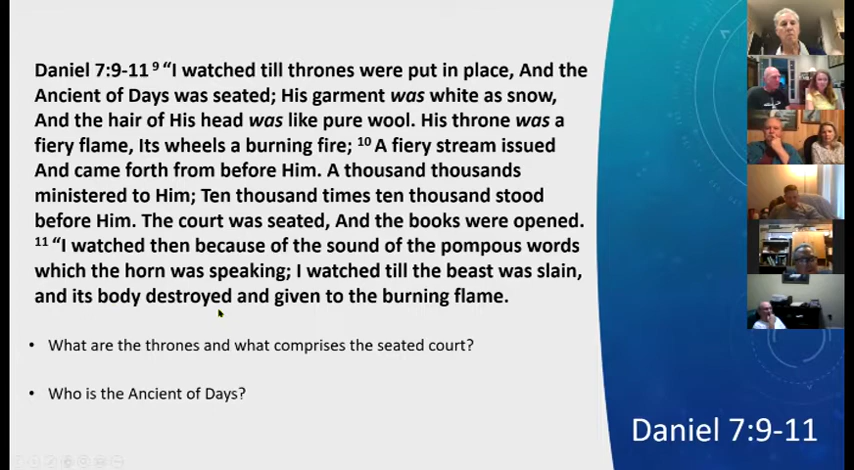 Daniel 7:9-11 ⁹ “I watched till thrones were put in place, And the
Ancient of Days was seated; His garment was white as snow,
And the hair of His head was like pure wool. His throne was a
fiery flame, Its wheels a burning fire; ¹⁰ A fiery stream issued
And came forth from before Him. A thousand thousands
ministered to Him; Ten thousand times ten thousand stood
before Him. The court was seated, And the books were opened.
¹¹ “I watched then because of the sound of the pompous words
which the horn was speaking; I watched till the beast was slain,
and its body destroyed and given to the burning flame.
• What are the thrones and what comprises the seated court?
• Who is the Ancient of Days?
Daniel 7:9-11